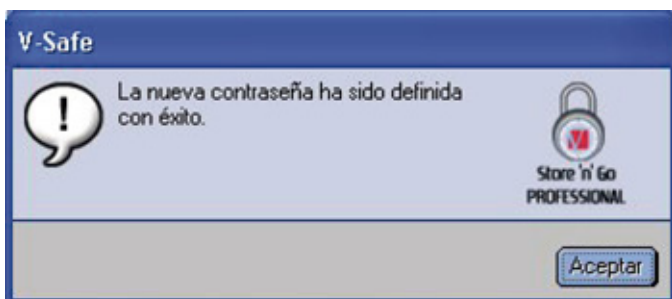 V-Safe
La nueva contraseña ha sido definida
con éxito.
Store 'n' Go
PROFESSIONAL
Aceptar